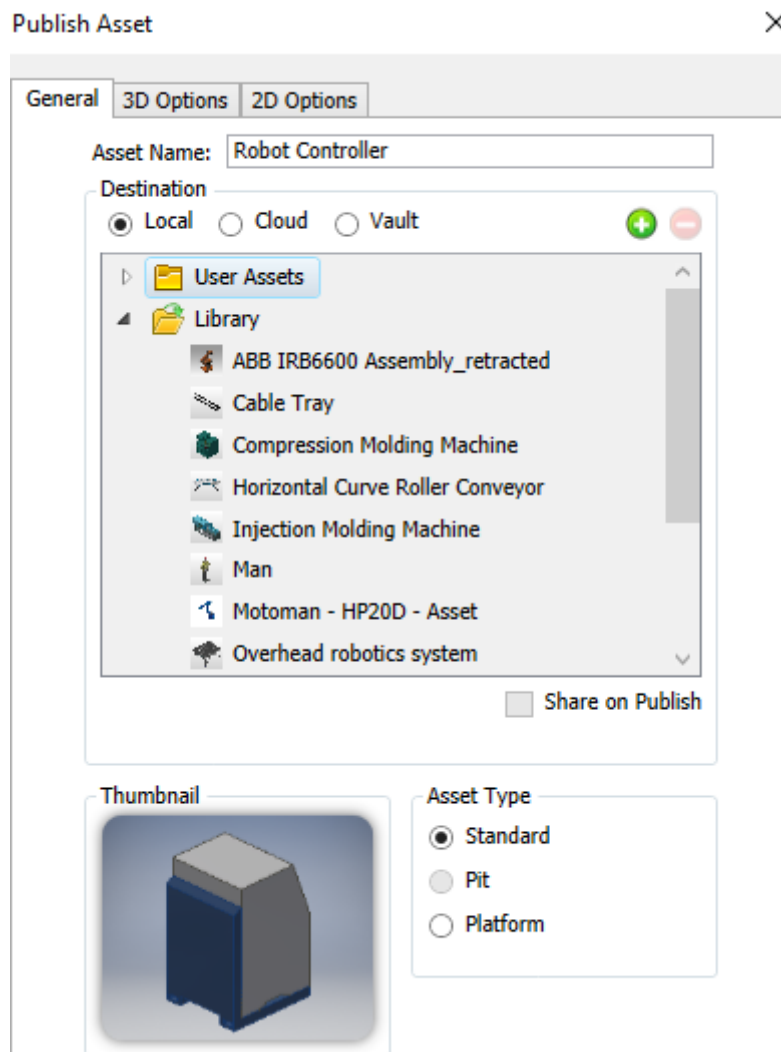 Publish Asset
General 3D Options 2D Options
Asset Name: Robot Controller
Destination
Local Cloud Vault
User Assets
Library
ABB IRB6600 Assembly_retracted
Cable Tray
Compression Molding Machine
Horizontal Curve Roller Conveyor
Injection Molding Machine
Man
Motoman - HP20D - Asset
Overhead robotics system
Share on Publish
Thumbnail
Asset Type
Standard
Pit
Platform